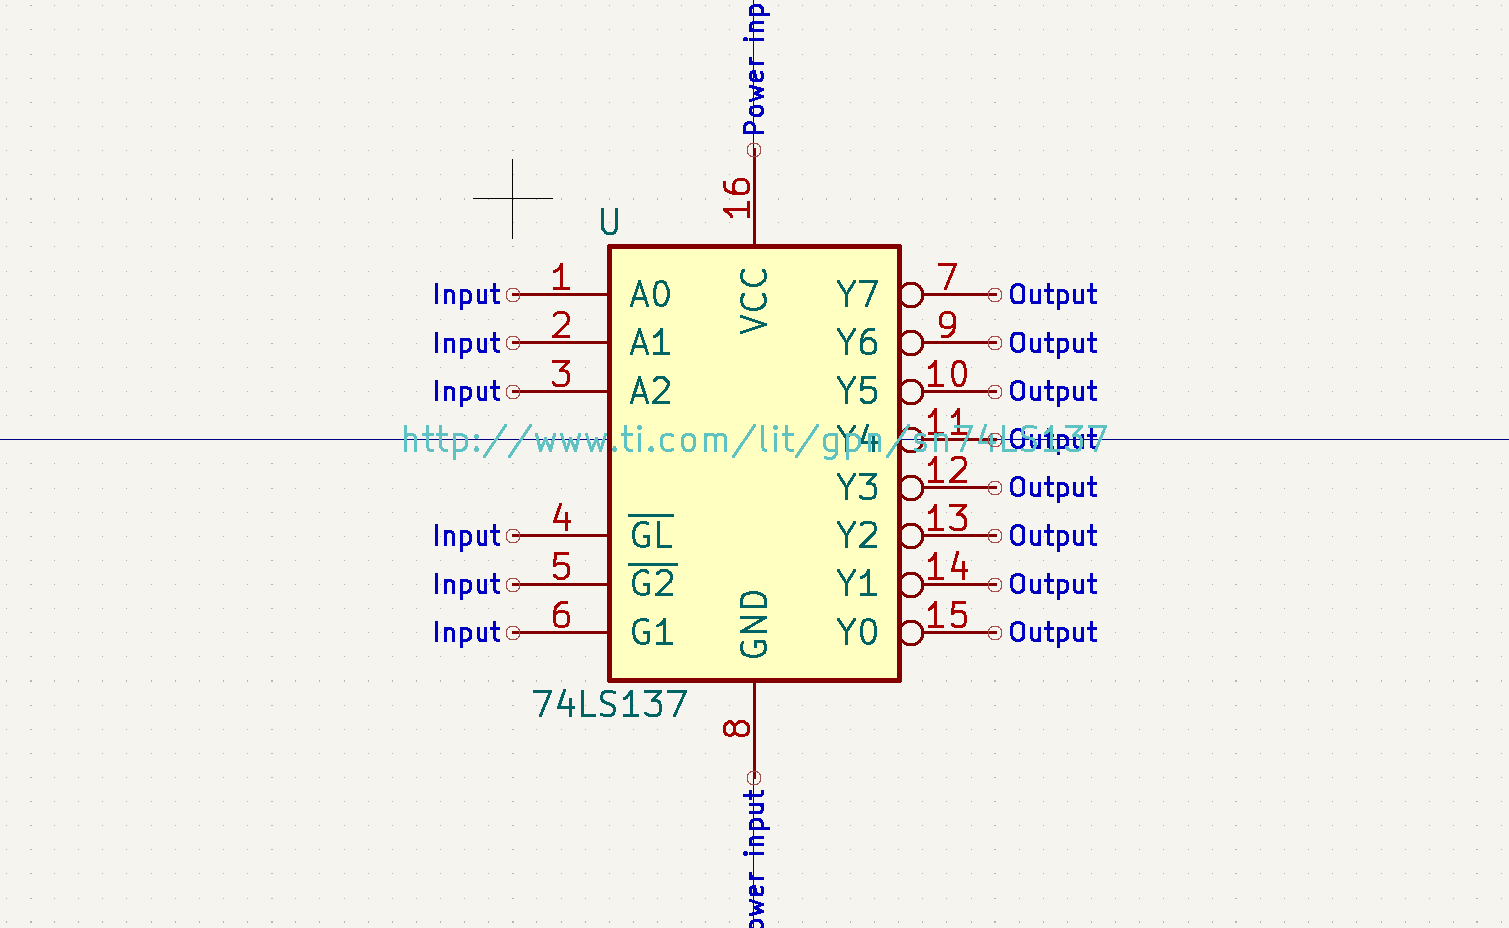 Power inp
16
U
VCC
Input 1 A0 Y7 7 Output
Input 2 A1 Y6 9 Output
Input 3 A2 Y5 10 Output
Y4 11 Output
http://www.ti.com/lit/gpn/sn74LS137
Y3 12 Output
Input 4 GL Y2 13 Output
Input 5 G2 Y1 14 Output
Input 6 G1 Y0 15 Output
GND
74LS137
8
ower input